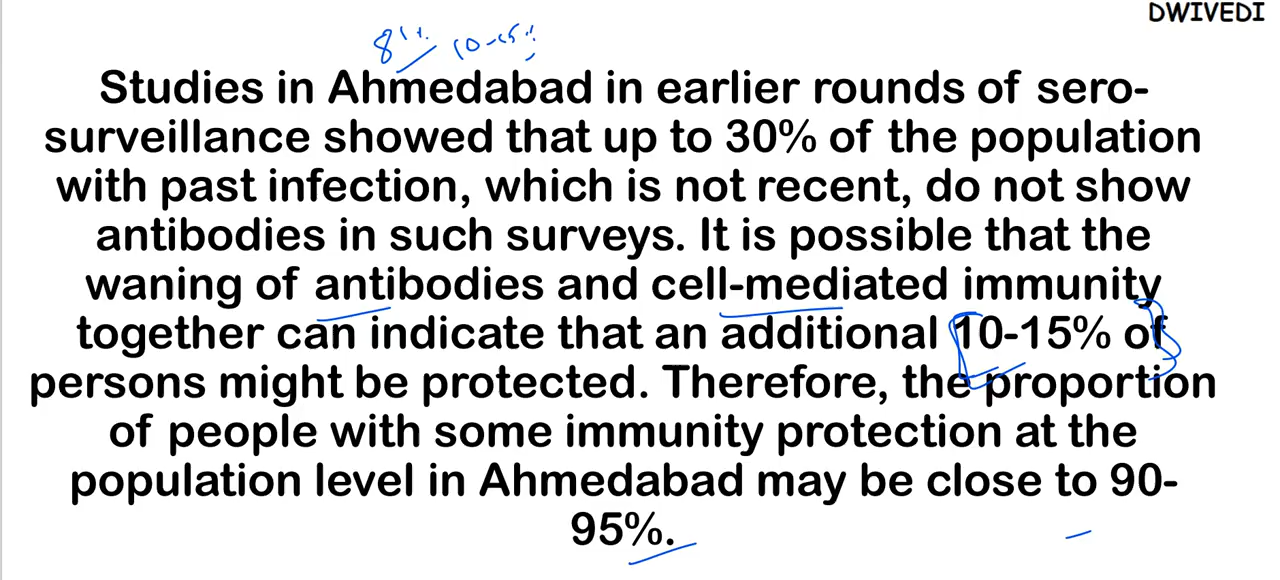 DWIVEDI
10-15%
Studies in Ahmedabad in earlier rounds of sero-
surveillance showed that up to 30% of the population
with past infection, which is not recent, do not show
antibodies in such surveys. It is possible that the
waning of antibodies and cell-mediated immunity
together can indicate that an additional 10-15% of
persons might be protected. Therefore, the proportion
of people with some immunity protection at the
population level in Ahmedabad may be close to 90-
95%.